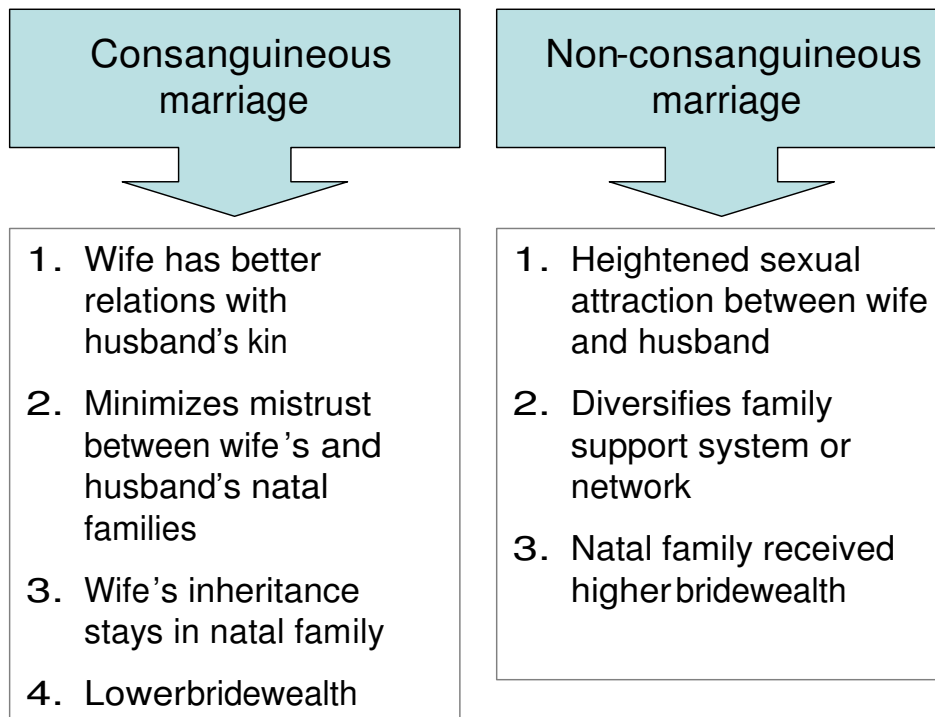 Consanguineous
marriage
1. Wife has better
relations with
husband's kin
2. Minimizes mistrust
between wife's and
husband's natal
families
3. Wife's inheritance
stays in natal family
4. Lowerbridewealth
Non-consanguineous
marriage
1. Heightened sexual
attraction between wife
and husband
2. Diversifies family
support system or
network
3. Natal family received
higher bridewealth